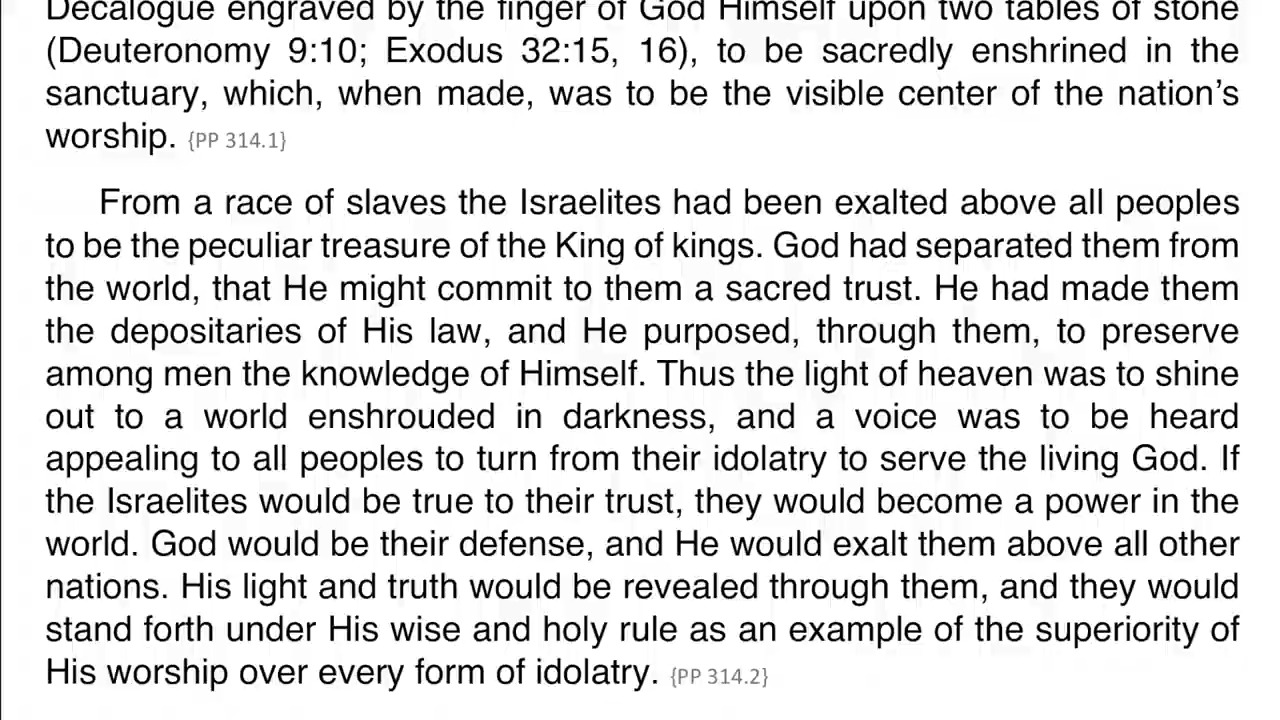 Decalogue engraved by the finger of God Himself upon two tables of stone
(Deuteronomy 9:10; Exodus 32:15, 16), to be sacredly enshrined in the
sanctuary, which, when made, was to be the visible center of the nation’s
worship. {PP 314.1}
From a race of slaves the Israelites had been exalted above all peoples
to be the peculiar treasure of the King of kings. God had separated them from
the world, that He might commit to them a sacred trust. He had made them
the depositaries of His law, and He purposed, through them, to preserve
among men the knowledge of Himself. Thus the light of heaven was to shine
out to a world enshrouded in darkness, and a voice was to be heard
appealing to all peoples to turn from their idolatry to serve the living God. If
the Israelites would be true to their trust, they would become a power in the
world. God would be their defense, and He would exalt them above all other
nations. His light and truth would be revealed through them, and they would
stand forth under His wise and holy rule as an example of the superiority of
His worship over every form of idolatry. {PP 314.2}